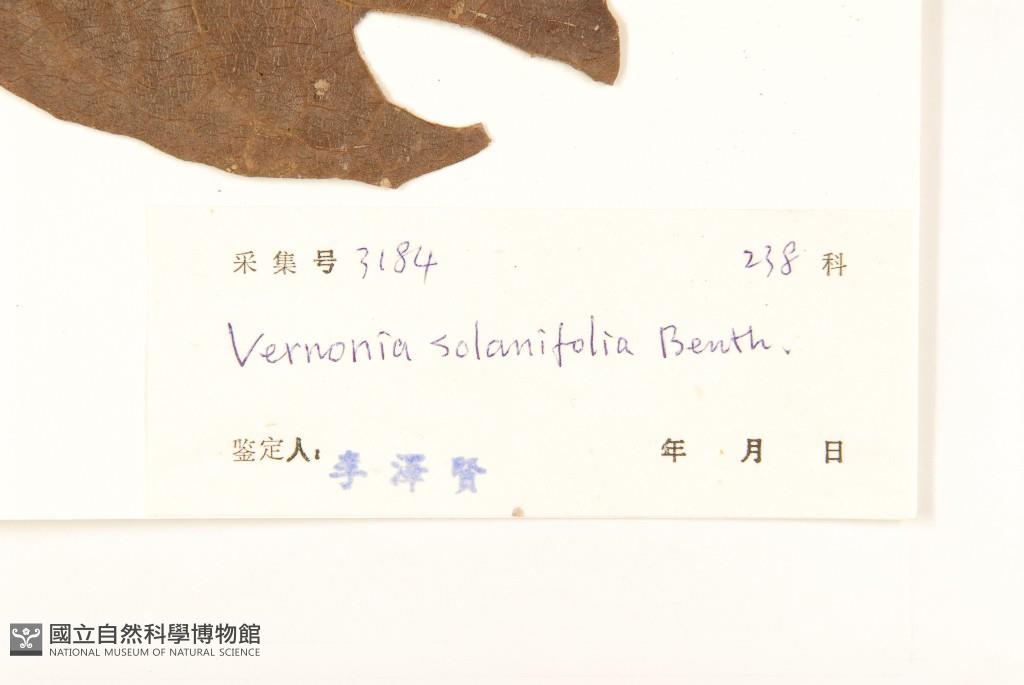 采集号 3184 238 科
Vernonia solanifolia Benth.
鉴定人: 李澤賢 年 月 日
國立自然科學博物館
NATIONAL MUSEUM OF NATURAL SCIENCE